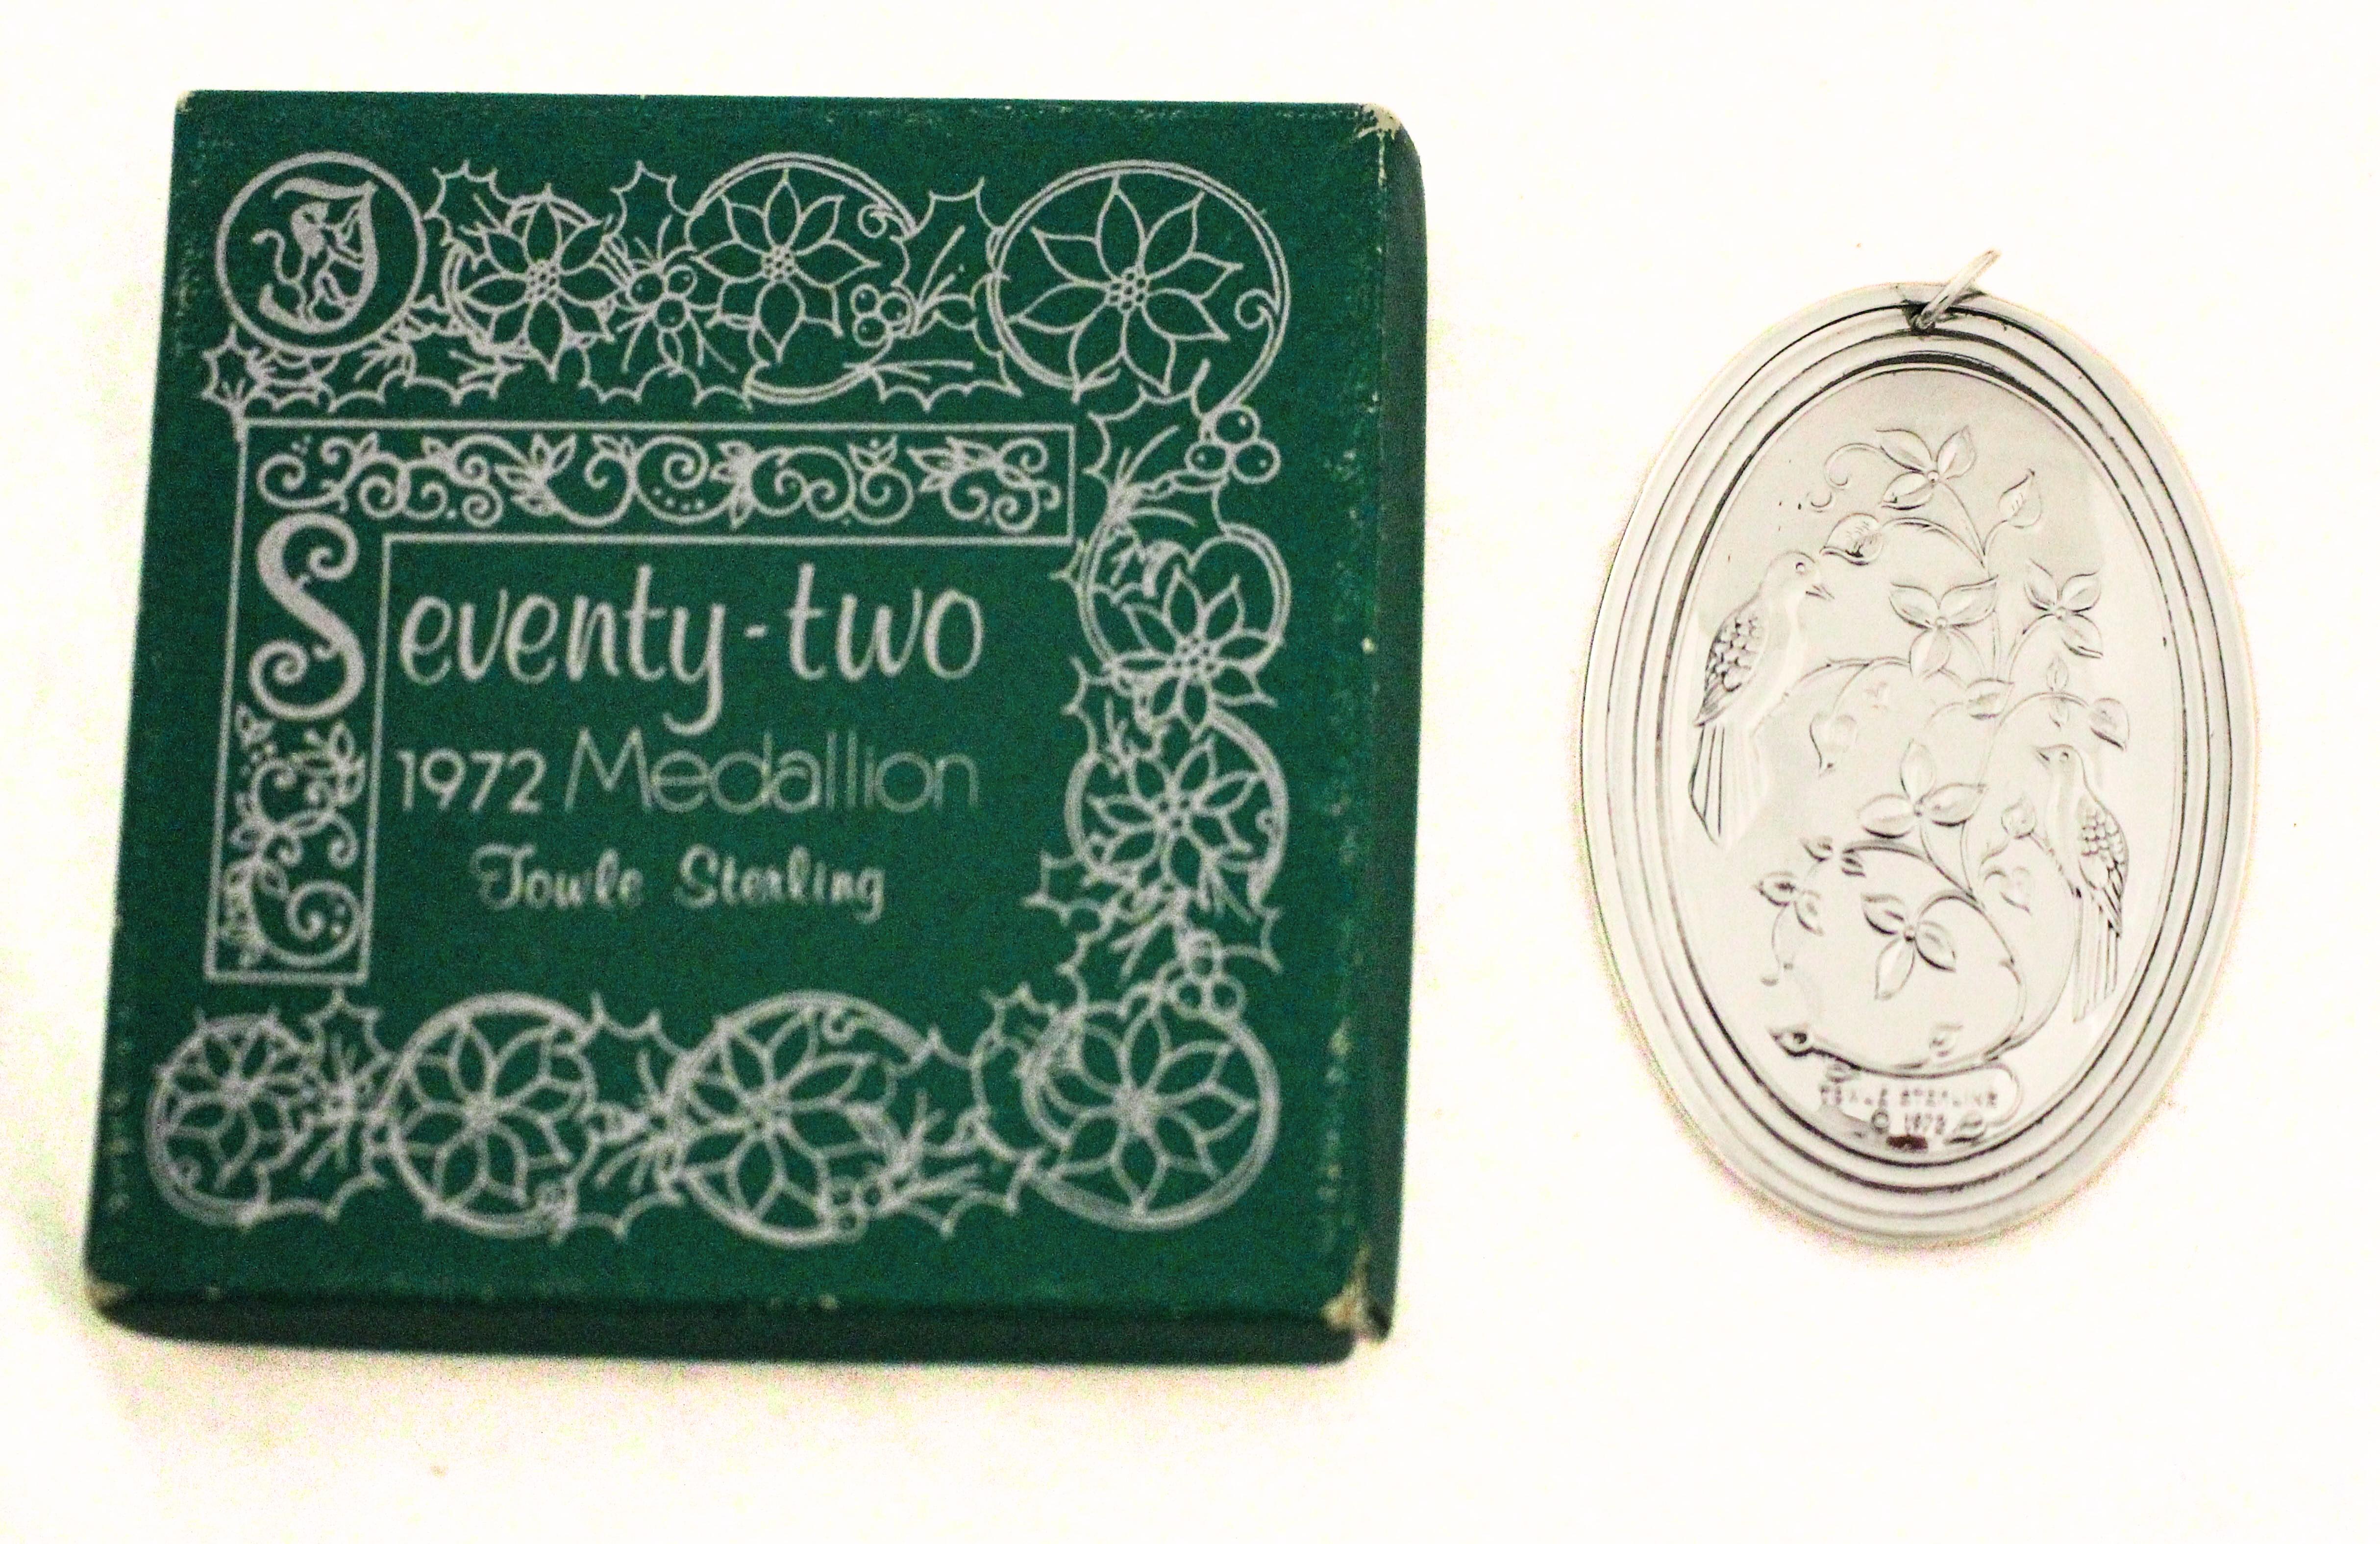 Seventy-two
1972 Medallion
Towle Sterling
TOWLE STERLING
© 1972